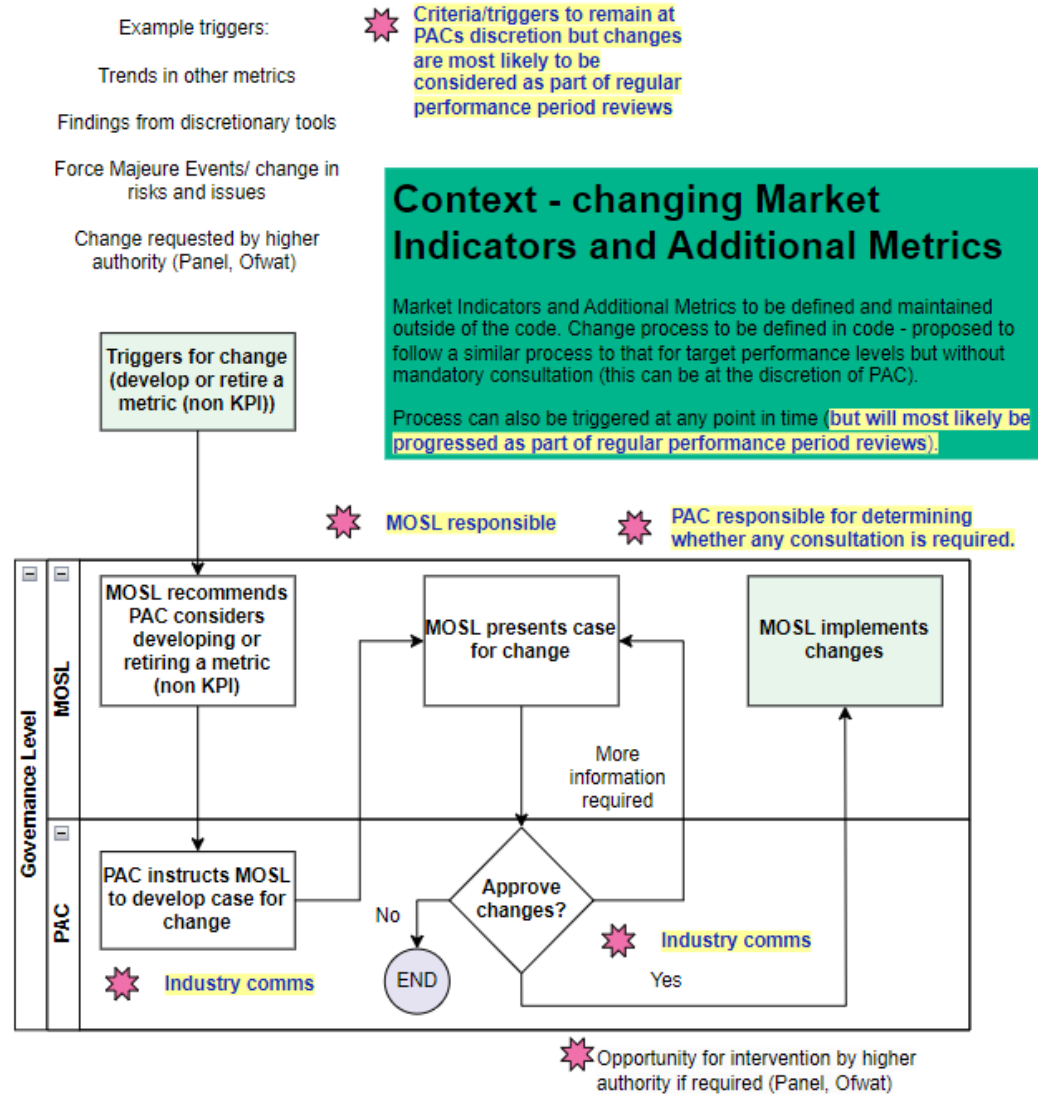 Example triggers:
Trends in other metrics
Findings from discretionary tools
Force Majeure Events/ change in
risks and issues
Change requested by higher
authority (Panel, Ofwat)
Criteria/triggers to remain at
PACs discretion but changes
are most likely to be
considered as part of regular
performance period reviews
Context - changing Market
Indicators and Additional Metrics
Market Indicators and Additional Metrics to be defined and maintained
outside of the code. Change process to be defined in code - proposed to
follow a similar process to that for target performance levels but without
mandatory consultation (this can be at the discretion of PAC).
Process can also be triggered at any point in time (but will most likely be
progressed as part of regular performance period reviews).
Triggers for change
(develop or retire a
metric (non KPI))
MOSL responsible
PAC responsible for determining
whether any consultation is required.
Governance Level
MOSL
MOSL recommends
PAC considers
developing or
retiring a metric
(non KPI)
MOSL presents case
for change
MOSL implements
changes
More
information
required
PAC
PAC instructs MOSL
to develop case for
change
Approve
changes?
No
END
Industry comms
Industry comms
Yes
Opportunity for intervention by higher
authority if required (Panel, Ofwat)